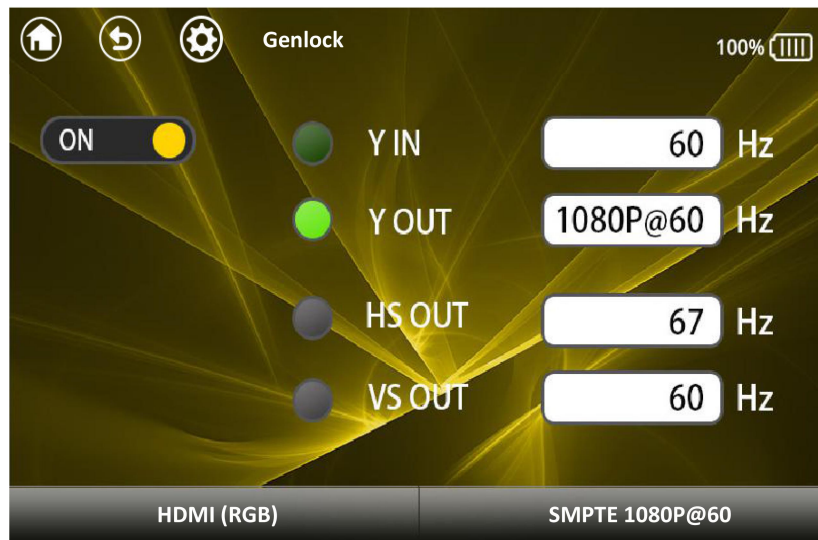 Genlock
100%
ON
Y IN 60 Hz
Y OUT 1080P@60 Hz
HS OUT 67 Hz
VS OUT 60 Hz
HDMI (RGB) SMPTE 1080P@60